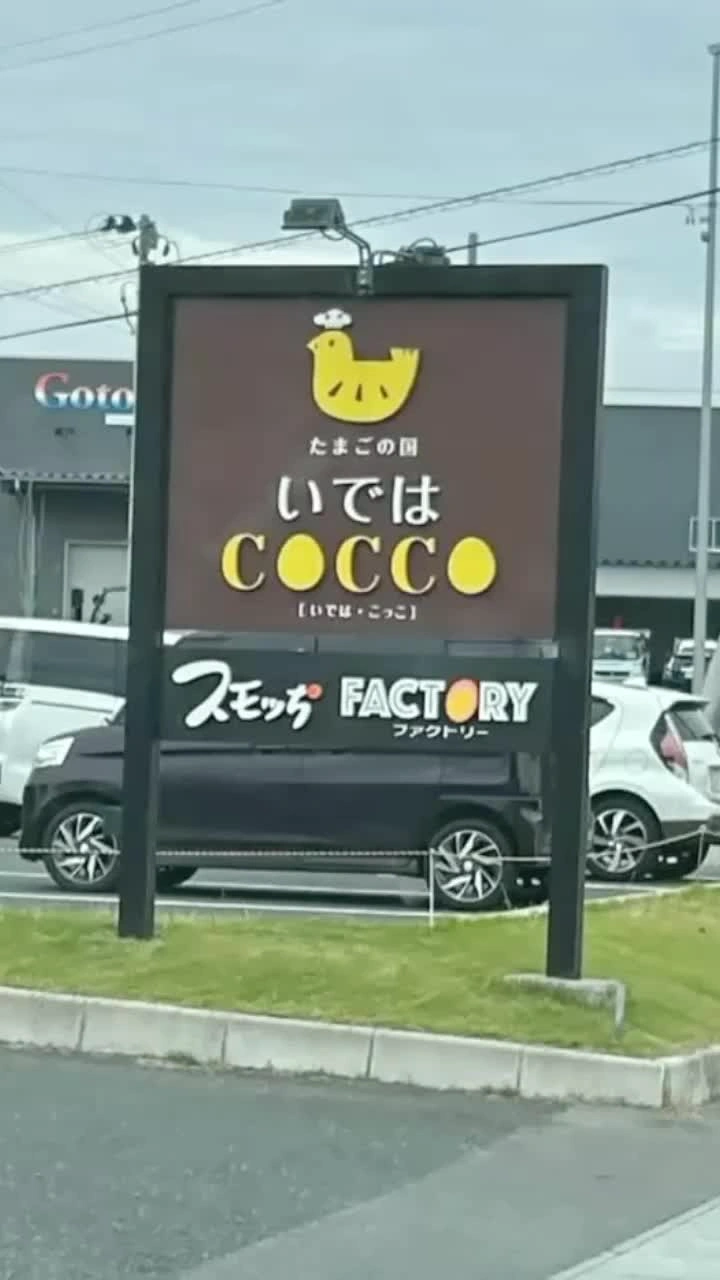 Goto
たまごの国
いでは
COCCO
[いでは・こっこ]
スモッち FACTORY
ファクトリー